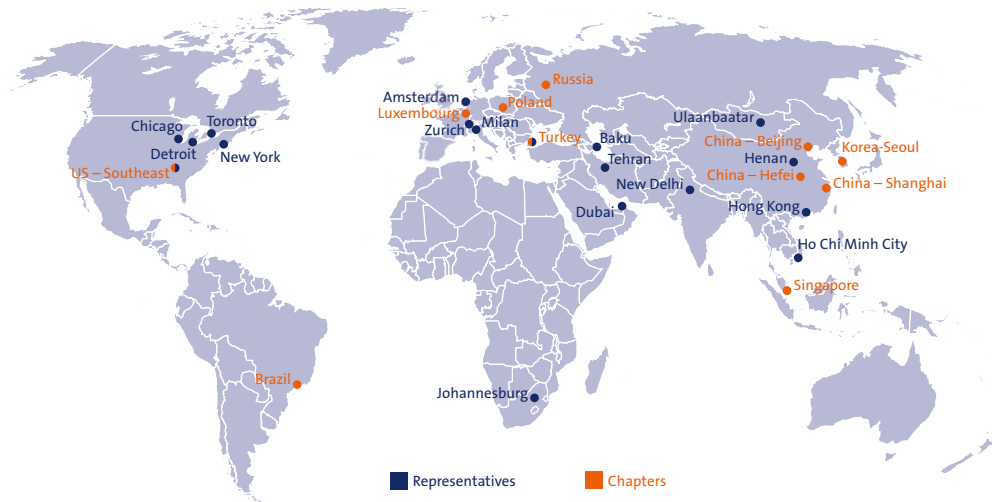 Russia
Amsterdam
Poland
Luxembourg
Zurich
Milan
Turkey
Chicago
Toronto
Detroit
New York
US – Southeast
Baku
Tehran
Ulaanbaatar
China – Beijing
Korea-Seoul
Henan
China – Hefei
China – Shanghai
New Delhi
Dubai
Hong Kong
Ho Chi Minh City
Singapore
Brazil
Johannesburg
Representatives
Chapters